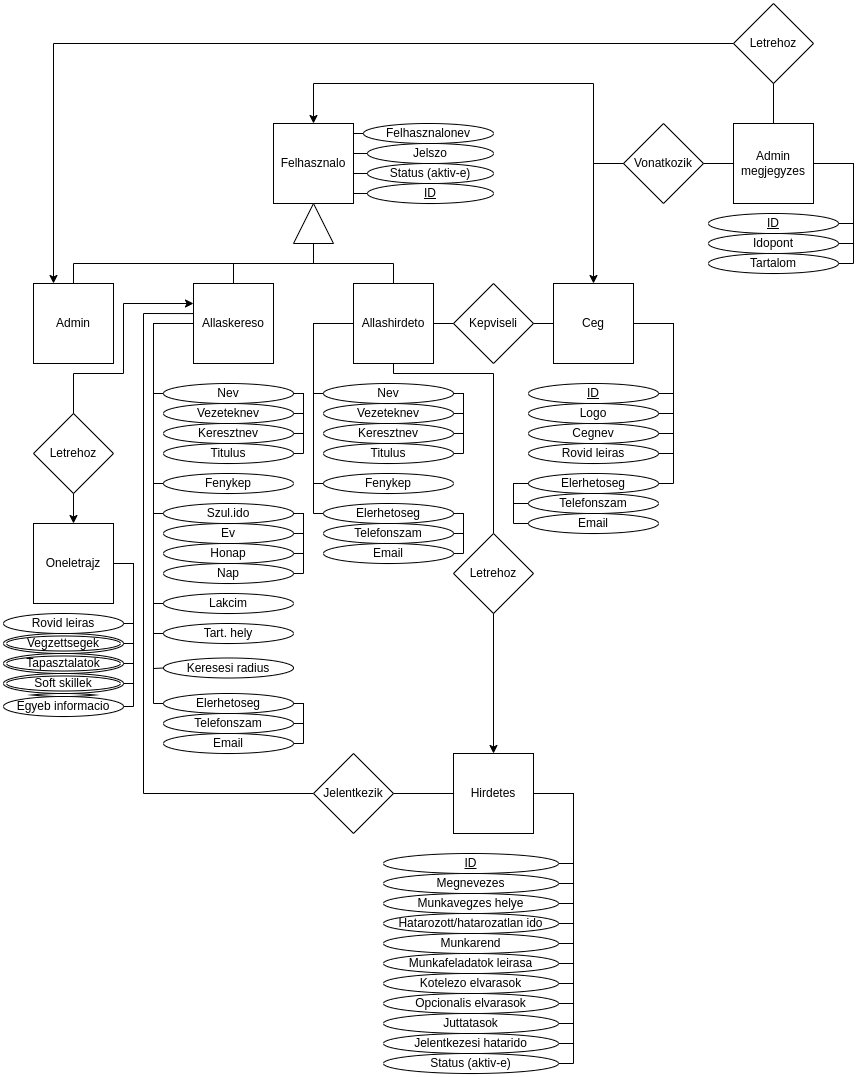 Letrehoz
Felhasznalo
Felhasznalonev
Jelszo
Status (aktiv-e)
ID
Vonatkozik
Admin
megjegyzes
ID
Idopont
Tartalom
Admin
Allaskereso
Allashirdeto
Kepviseli
Ceg
Letrehoz
Oneletrajz
Rovid leiras
Vegzettsegek
Tapasztalatok
Soft skillek
Egyeb informacio
Nev
Vezeteknev
Keresztnev
Titulus
Fenykep
Szul.ido
Ev
Honap
Nap
Lakcim
Tart. hely
Keresesi radius
Elerhetoseg
Telefonszam
Email
Nev
Vezeteknev
Keresztnev
Titulus
Fenykep
Elerhetoseg
Telefonszam
Email
ID
Logo
Cegnev
Rovid leiras
Elerhetoseg
Telefonszam
Email
Letrehoz
Jelentkezik
Hirdetes
ID
Megnevezes
Munkavegzes helye
Hatarozott/hatarozatlan ido
Munkarend
Munkafeladatok leirasa
Kotelezo elvarasok
Opcionalis elvarasok
Juttatasok
Jelentkezesi hatarido
Status (aktiv-e)